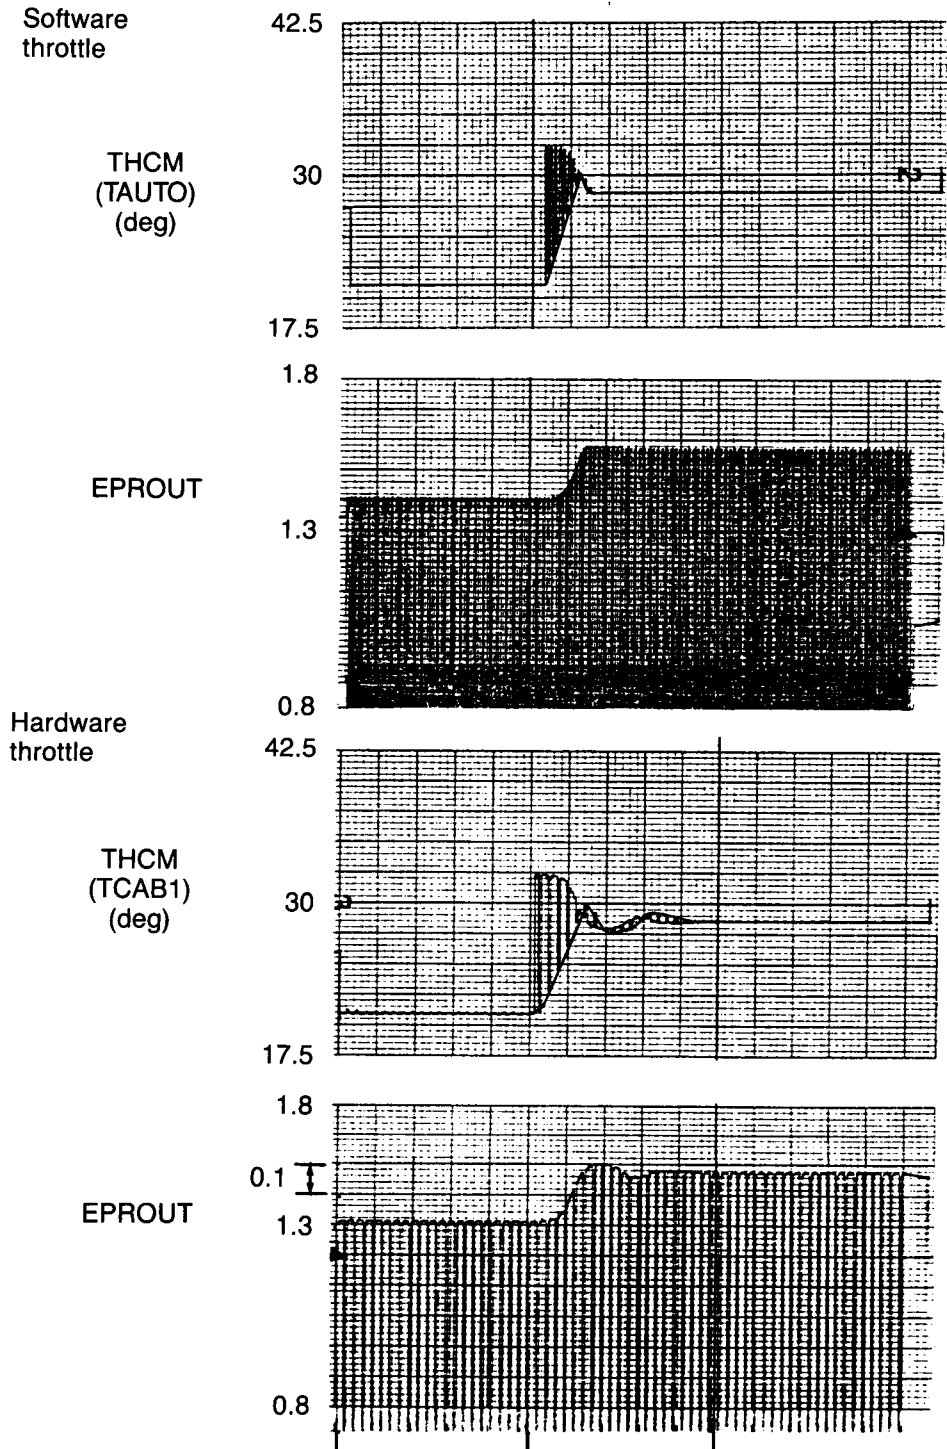 Software
throttle
42.5
THCM
(TAUTO)
(deg)
30
17.5
1.8
EPROUT
1.3
0.8
Hardware
throttle
42.5
THCM
(TCAB1)
(deg)
30
17.5
1.8
0.1
EPROUT
1.3
0.8